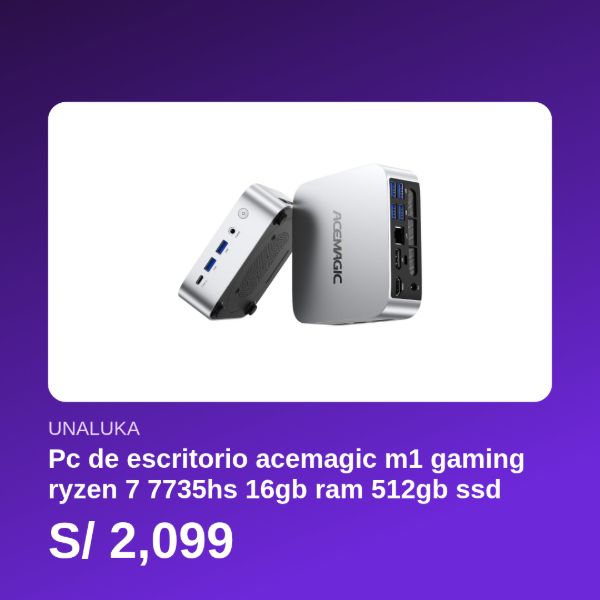 ACEMAGIC
UNALUKA
Pc de escritorio acemagic m1 gaming
ryzen 7 7735hs 16gb ram 512gb ssd
S/ 2,099